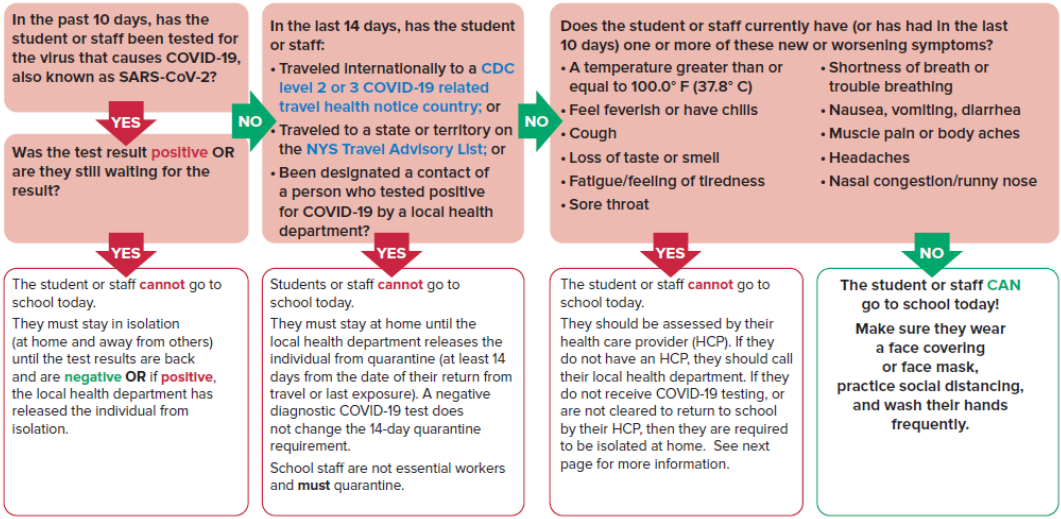 In the past 10 days, has the
student or staff been tested for
the virus that causes COVID-19,
also known as SARS-CoV-2?
YES
Was the test result positive OR
are they still waiting for the
result?
YES
The student or staff cannot go to
school today.
They must stay in isolation
(at home and away from others)
until the test results are back
and are negative OR if positive,
the local health department has
released the individual from
isolation.
NO
In the last 14 days, has the student
or staff:
• Traveled internationally to a CDC
level 2 or 3 COVID-19 related
travel health notice country; or
• Traveled to a state or territory on
the NYS Travel Advisory List; or
• Been designated a contact of
a person who tested positive
for COVID-19 by a local health
department?
YES
Students or staff cannot go to
school today.
They must stay at home until the
local health department releases the
individual from quarantine (at least 14
days from the date of their return from
travel or last exposure). A negative
diagnostic COVID-19 test does
not change the 14-day quarantine
requirement.
School staff are not essential workers
and must quarantine.
NO
Does the student or staff currently have (or has had in the last
10 days) one or more of these new or worsening symptoms?
• A temperature greater than or
equal to 100.0° F (37.8° C)
• Feel feverish or have chills
• Cough
• Loss of taste or smell
• Fatigue/feeling of tiredness
• Sore throat
• Shortness of breath or
trouble breathing
• Nausea, vomiting, diarrhea
• Muscle pain or body aches
• Headaches
• Nasal congestion/runny nose
YES
The student or staff cannot go to
school today.
They should be assessed by their
health care provider (HCP). If they
do not have an HCP, they should call
their local health department. If they
do not receive COVID-19 testing, or
are not cleared to return to school
by their HCP, then they are required
to be isolated at home. See next
page for more information.
NO
The student or staff CAN
go to school today!
Make sure they wear
a face covering
or face mask,
practice social distancing,
and wash their hands
frequently.